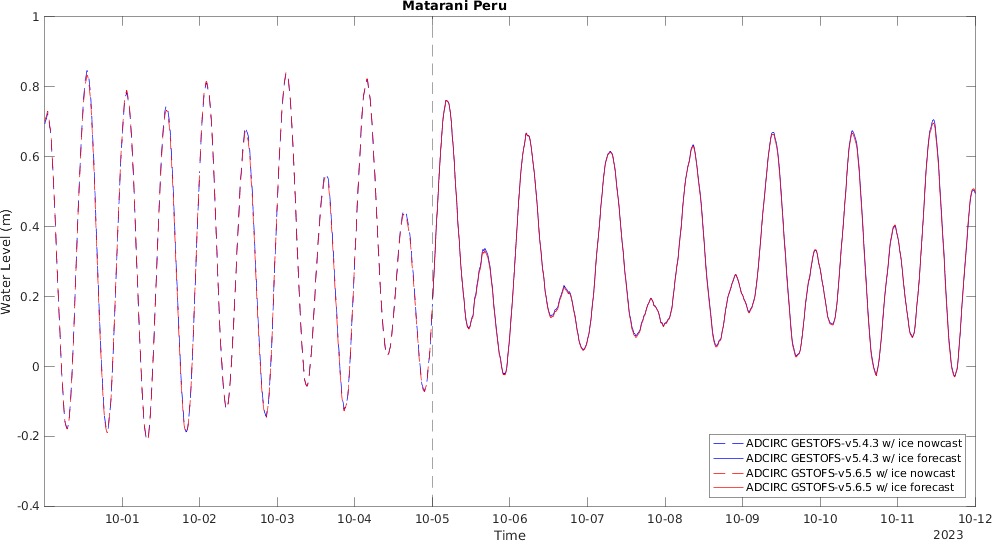 Matarani Peru
1
0.8
0.6
0.4
0.2
0
-0.2
-0.4
Water Level (m)
10-01 10-02 10-03 10-04 10-05 10-06 10-07 10-08 10-09 10-10 10-11 10-12
Time
2023
ADCIRC GESTOFS-v5.4.3 w/ ice nowcast
ADCIRC GESTOFS-v5.4.3 w/ ice forecast
ADCIRC GSTOFS-v5.6.5 w/ ice nowcast
ADCIRC GSTOFS-v5.6.5 w/ ice forecast